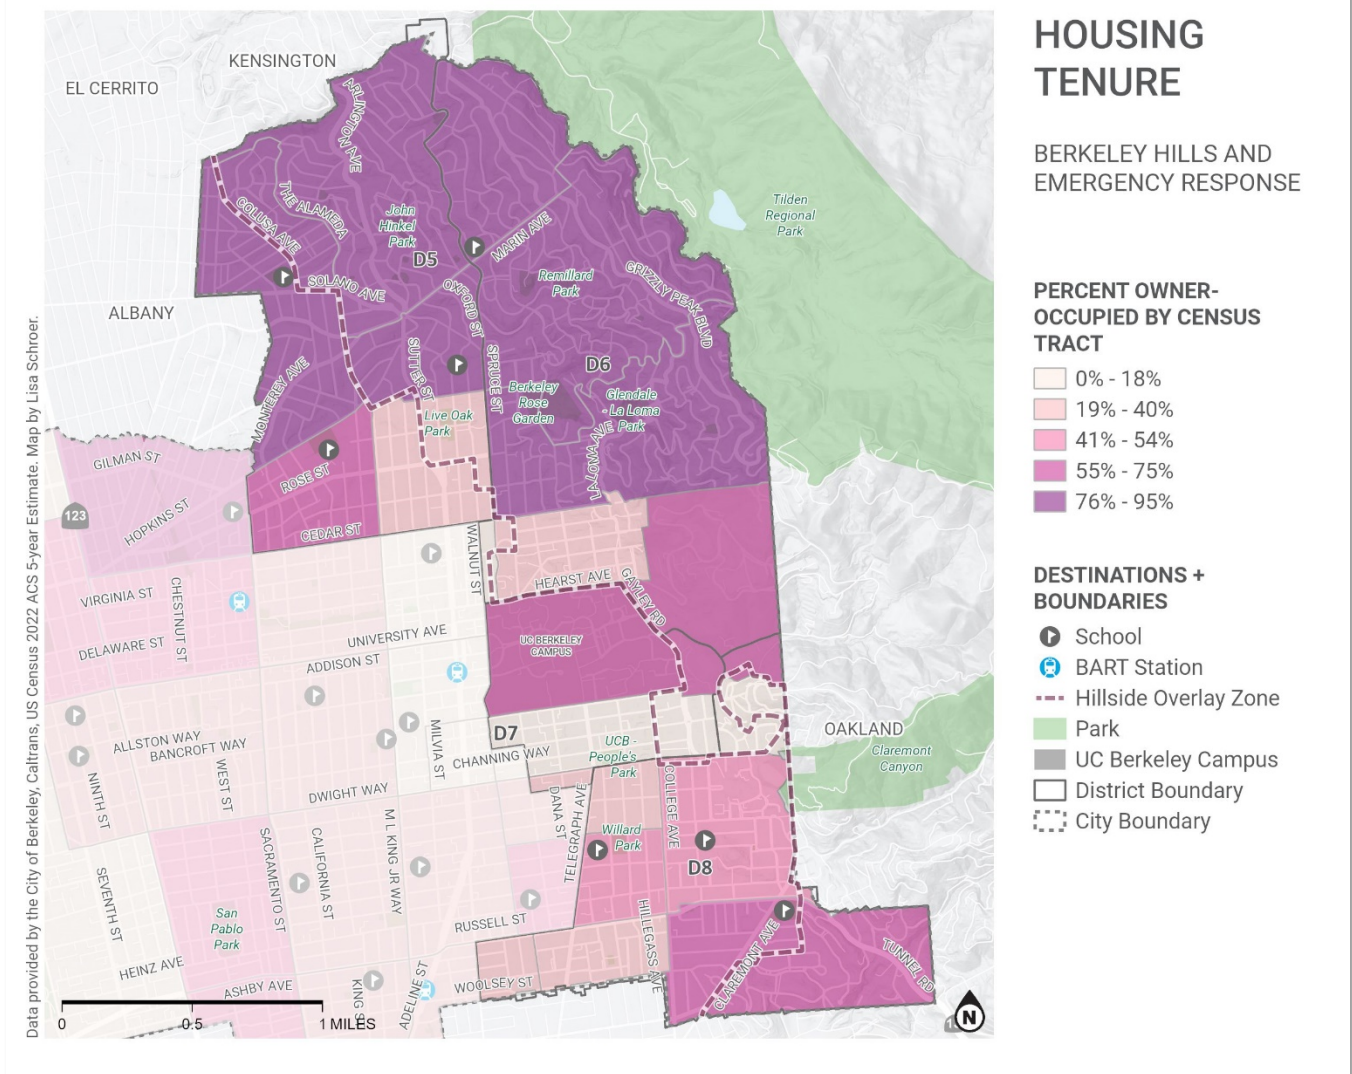 HOUSING
TENURE
BERKELEY HILLS AND
EMERGENCY RESPONSE
PERCENT OWNER-
OCCUPIED BY CENSUS
TRACT
0% - 18%
19% - 40%
41% - 54%
55% - 75%
76% - 95%
DESTINATIONS +
BOUNDARIES
School
BART Station
Hillside Overlay Zone
Park
UC Berkeley Campus
District Boundary
City Boundary
KENSINGTON
EL CERRITO
ARLINGTON AVE
Tilden
Regional
Park
THE ALAMEDA
COLUSA AVE
John
Hinkel
Park
D5
MARIN AVE
SOLANO AVE
OXFORD ST
Remillard
Park
GRIZZLY PEAK BLVD
ALBANY
SUTTER ST
SPRUCE ST
D6
MONTEREY AVE
Berkeley
Rose
Garden
Glendale
- La Loma
Park
Live Oak
Park
LA LOMA AVE
GILMAN ST
ROSE ST
HOPKINS ST
123
CEDAR ST
WALNUT ST
HEARST AVE
GAYLEY RD
VIRGINIA ST
CHESTNUT ST
DELAWARE ST
UNIVERSITY AVE
ADDISON ST
UC BERKELEY
CAMPUS
D7
OAKLAND
Claremont
Canyon
ALLSTON WAY
BANCROFT WAY
MILVIA ST
CHANNING WAY
UCB -
People's
Park
NINTH ST
WEST ST
DWIGHT WAY
M L KING JR WAY
DANA ST
TELEGRAPH AVE
COLLEGE AVE
Willard
Park
D8
SACRAMENTO ST
CALIFORNIA ST
SEVENTH ST
San
Pablo
Park
RUSSELL ST
HILLEGASS AVE
CLAREMONT AVE
TUNNEL RD
HEINZ AVE
ASHBY AVE
KING S
ADELINE ST
WOOLSEY ST
0
0.5
1 MILES
N
Data provided by the City of Berkeley, Caltrans, US Census 2022 ACS 5-year Estimate. Map by Lisa Schroer.